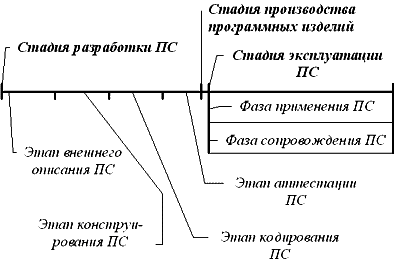 Стадия производства
программных изделий
Стадия разработки ПС
Стадия эксплуатации
ПС
Фаза применения ПС
Фаза сопровождения ПС
Этап внешнего
описания ПС
Этап аттестации
ПС
Этап конструи-
рования ПС
Этап кодирования
ПС